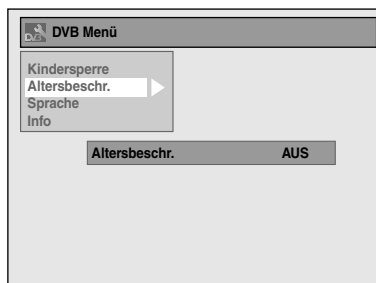 DVB Menü
Kindersperre
Altersbeschr.
Sprache
Info
Altersbeschr. AUS